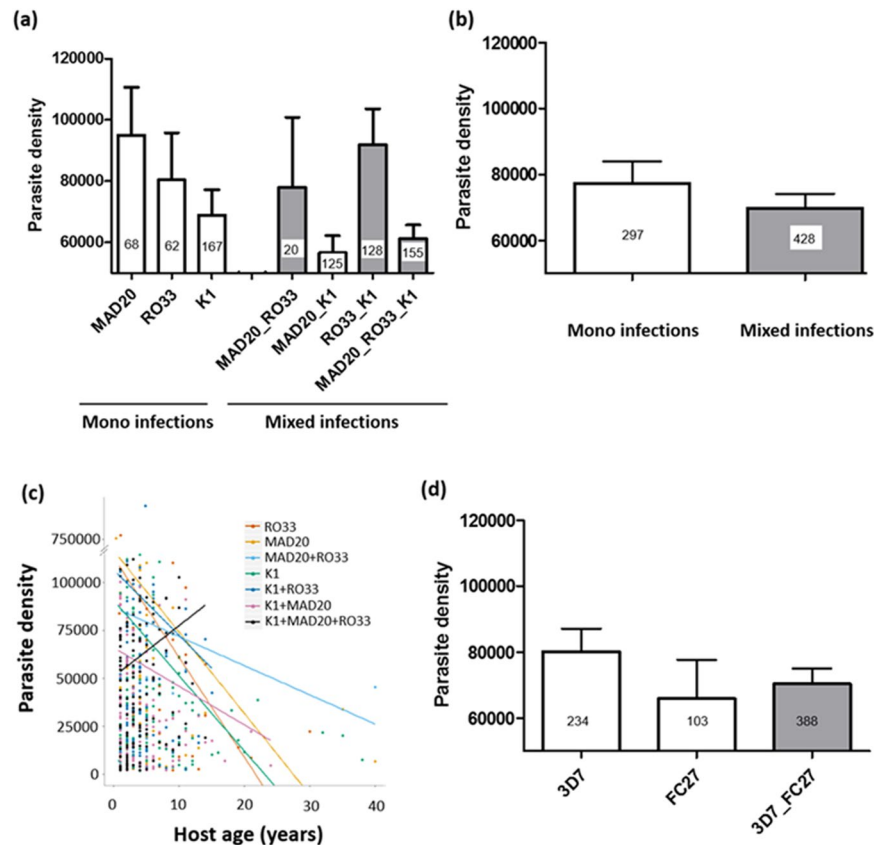 (a)
Parasite density
120000
100000
80000
60000
68
62
167
20
125
128
155
MAD20
RO33
K1
MAD20_RO33
MAD20_K1
RO33_K1
MAD20_RO33_K1
Mono infections
Mixed infections
(b)
Parasite density
120000
100000
80000
60000
297
428
Mono infections
Mixed infections
(c)
Parasite density
750000
100000
75000
50000
25000
0
RO33
MAD20
MAD20+RO33
K1
K1+RO33
K1+MAD20
K1+MAD20+RO33
0
10
20
30
40
Host age (years)
(d)
Parasite density
120000
100000
80000
60000
234
103
388
3D7
FC27
3D7_FC27